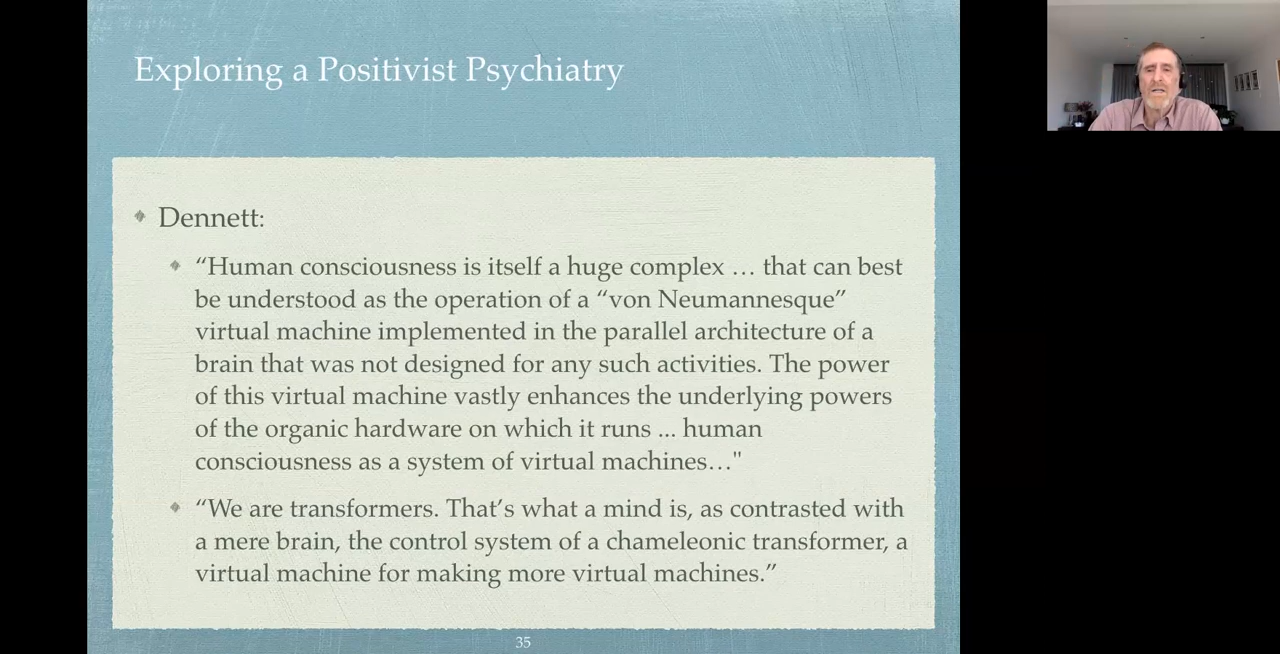 Exploring a Positivist Psychiatry
Dennett:
“Human consciousness is itself a huge complex … that can best
be understood as the operation of a “von Neumannesque”
virtual machine implemented in the parallel architecture of a
brain that was not designed for any such activities. The power
of this virtual machine vastly enhances the underlying powers
of the organic hardware on which it runs ... human
consciousness as a system of virtual machines…"
“We are transformers. That’s what a mind is, as contrasted with
a mere brain, the control system of a chameleonic transformer, a
virtual machine for making more virtual machines.”
35